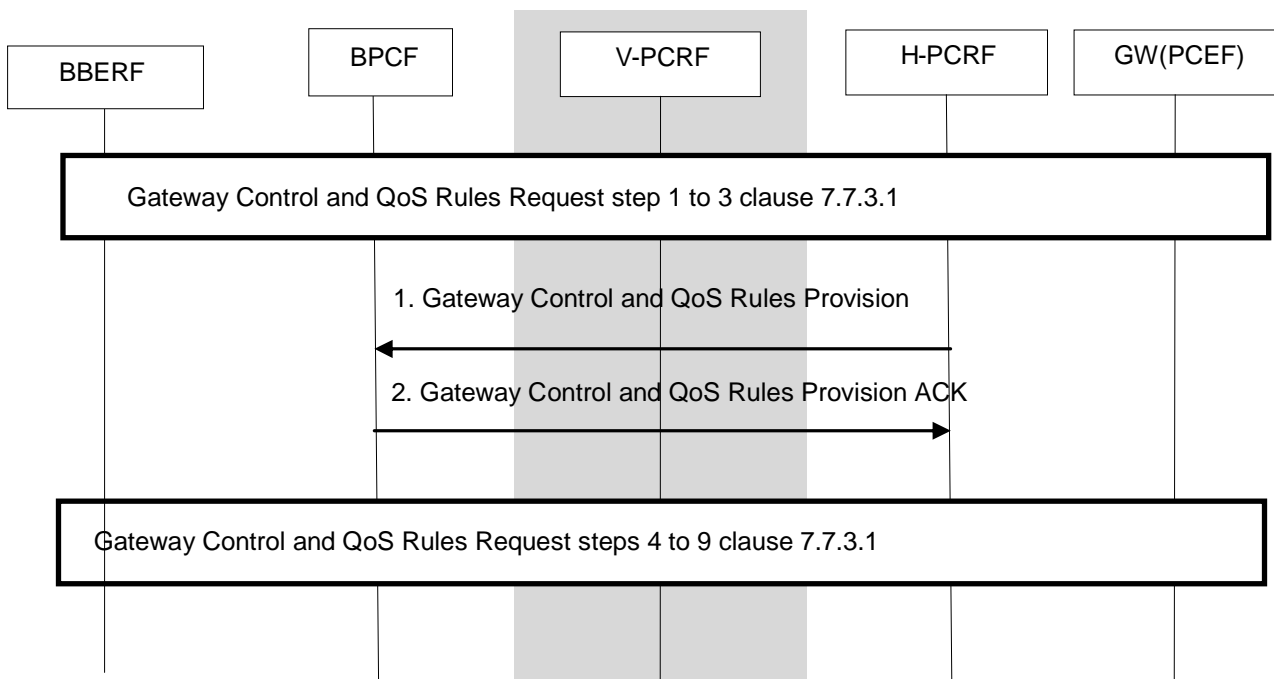 BBERF
BPCF
V-PCRF
H-PCRF
GW(PCEF)
Gateway Control and QoS Rules Request step 1 to 3 clause 7.7.3.1
1. Gateway Control and QoS Rules Provision
2. Gateway Control and QoS Rules Provision ACK
Gateway Control and QoS Rules Request steps 4 to 9 clause 7.7.3.1